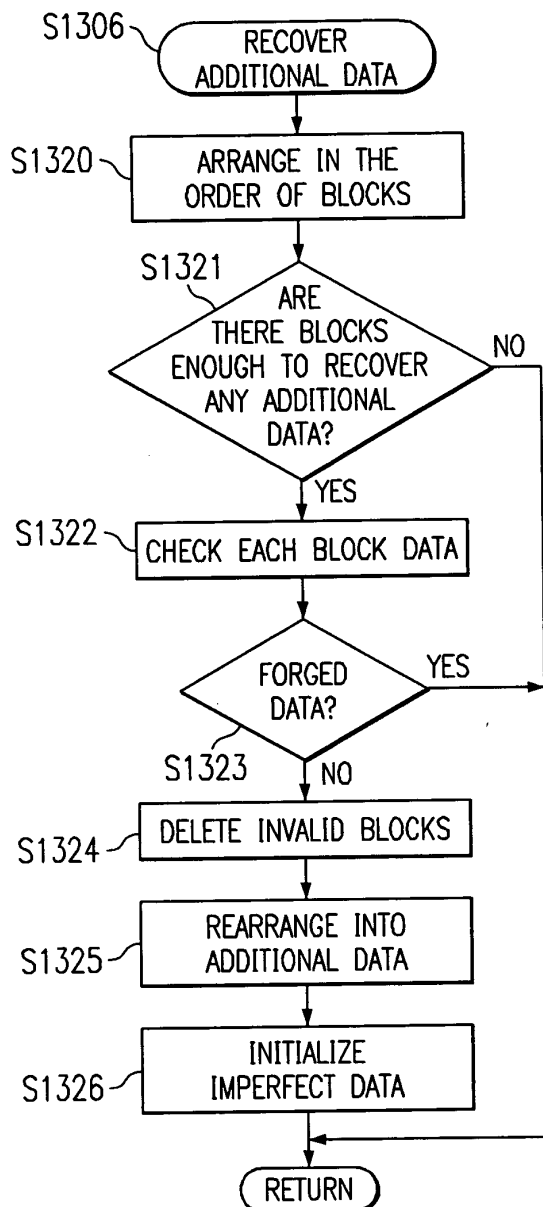 S1306
RECOVER
ADDITIONAL DATA
S1320
ARRANGE IN THE
ORDER OF BLOCKS
S1321
ARE
THERE BLOCKS
ENOUGH TO RECOVER
ANY ADDITIONAL
DATA?
NO
YES
S1322
CHECK EACH BLOCK DATA
FORGED
DATA?
YES
S1323
NO
S1324
DELETE INVALID BLOCKS
S1325
REARRANGE INTO
ADDITIONAL DATA
S1326
INITIALIZE
IMPERFECT DATA
RETURN